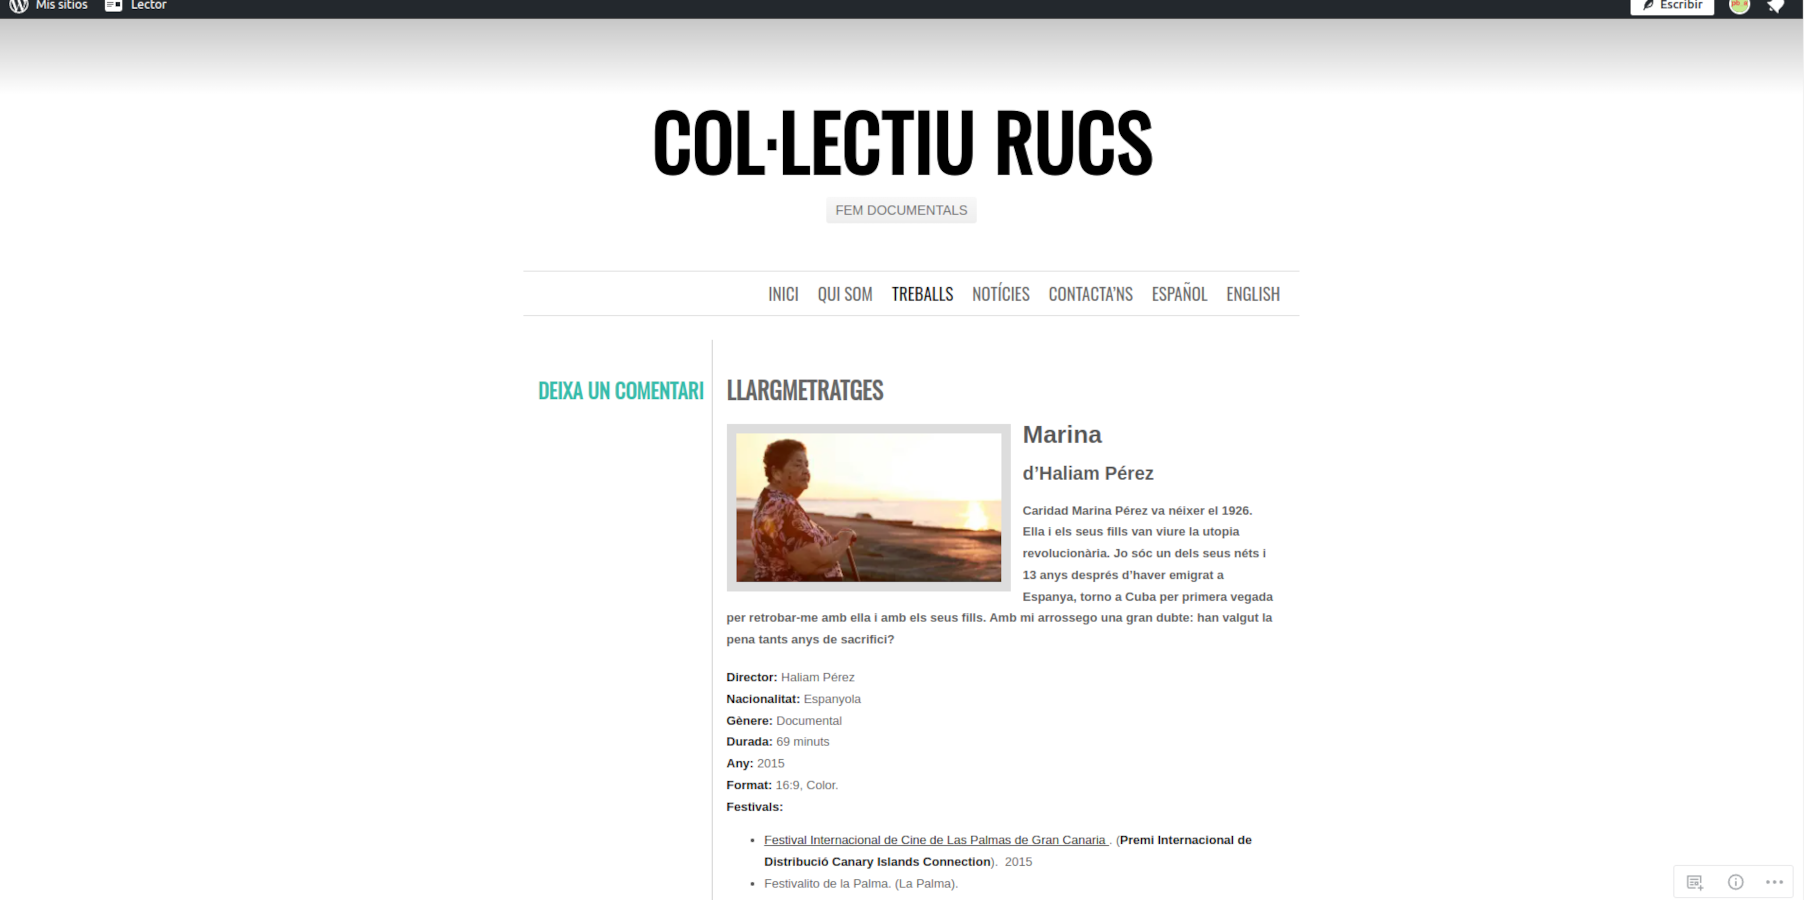 Mis sitios Lector Escribir
COL·LECTIU RUCS
FEM DOCUMENTALS
INICI QUI SOM TREBALLS NOTÍCIES CONTACTA’NS ESPAÑOL ENGLISH
DEIXA UN COMENTARI
LLARGMETRATGES
Marina
d’Haliam Pérez
Caridad Marina Pérez va néixer el 1926.
Ella i els seus fills van viure la utopia
revolucionària. Jo sóc un dels seus néts i
13 anys després d’haver emigrat a
Espanya, torno a Cuba per primera vegada
per retrobar-me amb ella i amb els seus fills. Amb mi arrossego una gran dubte: han valgut la
pena tants anys de sacrifici?
Director: Haliam Pérez
Nacionalitat: Espanyola
Gènere: Documental
Durada: 69 minuts
Any: 2015
Format: 16:9, Color.
Festivals:
• Festival Internacional de Cine de Las Palmas de Gran Canaria . (Premi Internacional de
Distribució Canary Islands Connection). 2015
• Festivalito de la Palma. (La Palma).